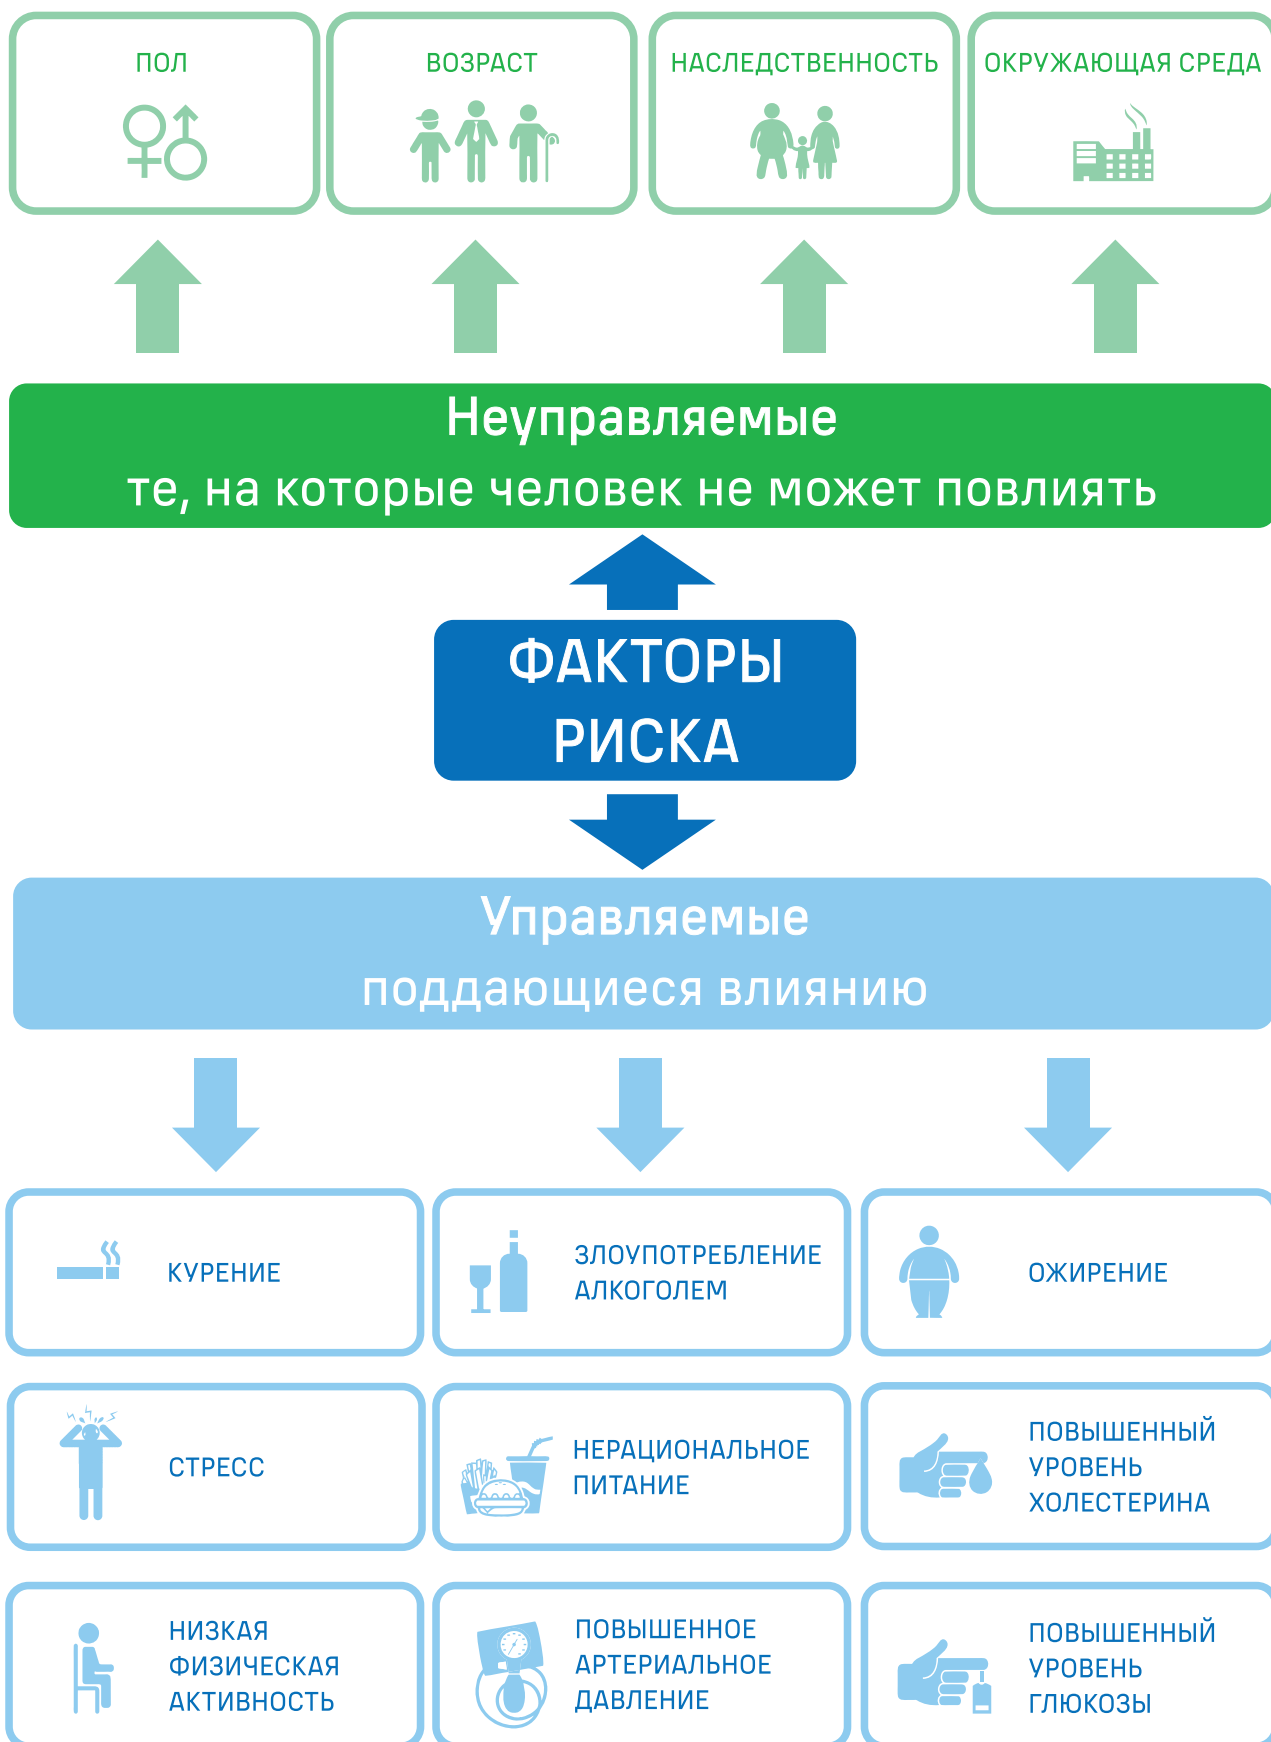 ПОЛ
ВОЗРАСТ
НАСЛЕДСТВЕННОСТЬ
ОКРУЖАЮЩАЯ СРЕДА
Неуправляемые
те, на которые человек не может повлиять
ФАКТОРЫ
РИСКА
Управляемые
поддающиеся влиянию
КУРЕНИЕ
ЗЛОУПОТРЕБЛЕНИЕ
АЛКОГОЛЕМ
ОЖИРЕНИЕ
СТРЕСС
НЕРАЦИОНАЛЬНОЕ
ПИТАНИЕ
ПОВЫШЕННЫЙ
УРОВЕНЬ
ХОЛЕСТЕРИНА
НИЗКАЯ
ФИЗИЧЕСКАЯ
АКТИВНОСТЬ
ПОВЫШЕННОЕ
АРТЕРИАЛЬНОЕ
ДАВЛЕНИЕ
ПОВЫШЕННЫЙ
УРОВЕНЬ
ГЛЮКОЗЫ